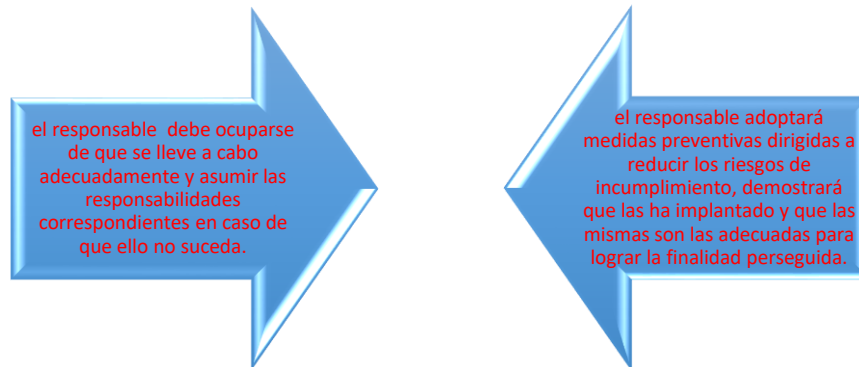 el responsable debe ocuparse
de que se lleve a cabo
adecuadamente y asumir las
responsabilidades
correspondientes en caso de
que ello no suceda.
el responsable adoptará
medidas preventivas dirigidas a
reducir los riesgos de
incumplimiento, demostrará
que las ha implantado y que las
mismas son las adecuadas para
lograr la finalidad perseguida.